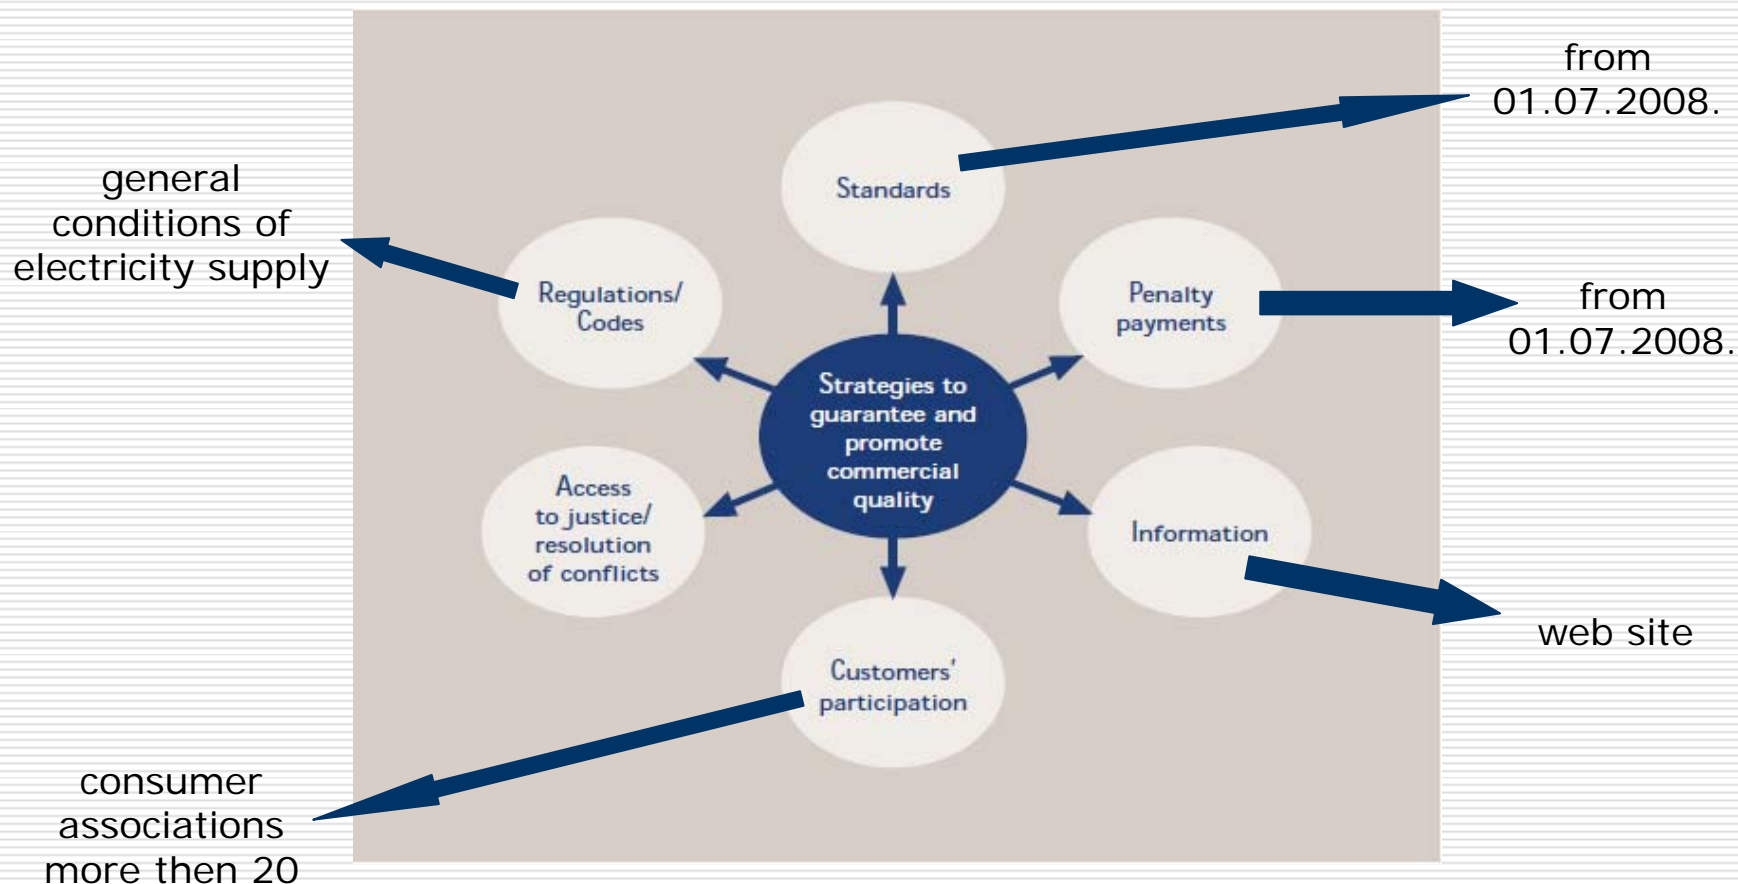 from
01.07.2008.
general
conditions of
electricity supply
Standards
Regulations/
Codes
Penalty
payments
from
01.07.2008.
Strategies to
guarantee and
promote
commercial
quality
Access
to justice/
resolution
of conflicts
Information
web site
Customers'
participation
consumer
associations
more then 20